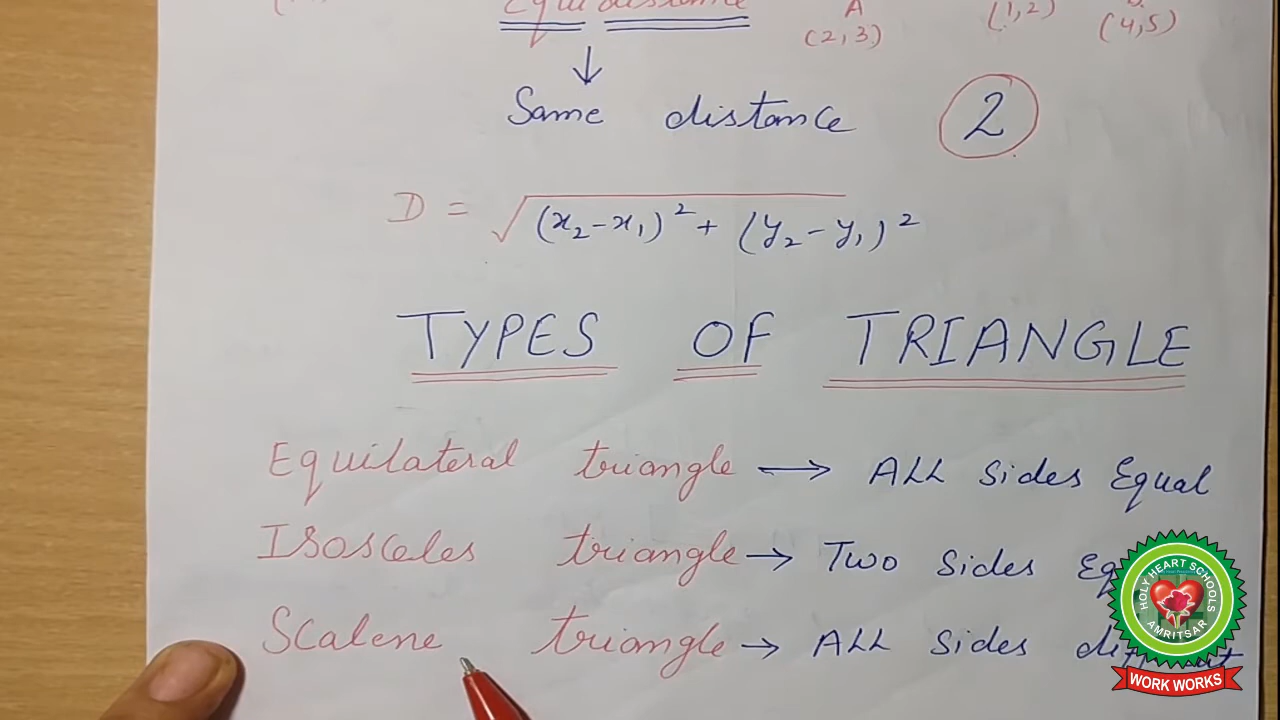 Equidistance A (1,2)
(2,3) (4,5)
↓
Same distance 2
D = √(x₂-x₁)² + (y₂-y₁)²
TYPES OF TRIANGLE
Equilateral triangle → ALL Sides Equal
Isosceles triangle → Two Sides
Scalene triangle → ALL Sides different
HOLY HEART SCHOOLS
AMRITSAR
WORK WORKS